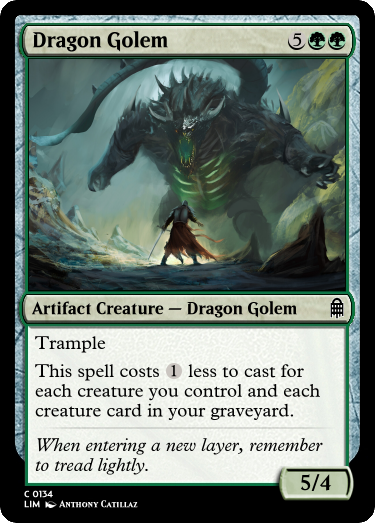 Dragon Golem 5
Artifact Creature — Dragon Golem
Trample
This spell costs 1 less to cast for
each creature you control and each
creature card in your graveyard.
When entering a new layer, remember
to tread lightly.
5/4
C 0134
LIM Anthony Catillaz